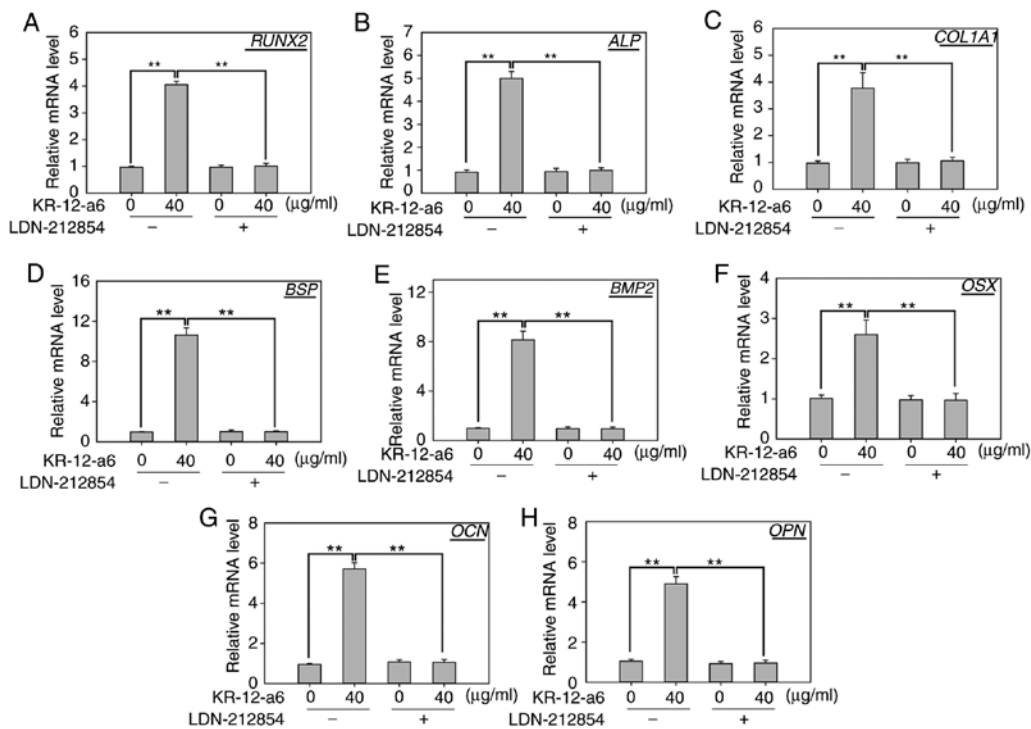 A
B
C
RUNX2
ALP
COL1A1
Relative mRNA level
6
5
4
3
2
1
0
** **
Relative mRNA level
7
6
5
4
3
2
1
0
** **
Relative mRNA level
6
5
4
3
2
1
0
** **
KR-12-a6 0 40 0 40 (μg/ml)
LDN-212854 – +
KR-12-a6 0 40 0 40 (μg/ml)
LDN-212854 – +
KR-12-a6 0 40 0 40 (μg/ml)
LDN-212854 – +
D
E
F
BSP
BMP2
OSX
Relative mRNA level
16
12
8
4
0
** **
Relative mRNA level
12
8
4
0
** **
Relative mRNA level
4
3
2
1
0
** **
KR-12-a6 0 40 0 40 (μg/ml)
LDN-212854 – +
KR-12-a6 0 40 0 40 (μg/ml)
LDN-212854 – +
KR-12-a6 0 40 0 40 (μg/ml)
LDN-212854 – +
G
H
OCN
OPN
Relative mRNA level
8
6
4
2
0
** **
Relative mRNA level
8
6
4
2
0
** **
KR-12-a6 0 40 0 40 (μg/ml)
LDN-212854 – +
KR-12-a6 0 40 0 40 (μg/ml)
LDN-212854 – +